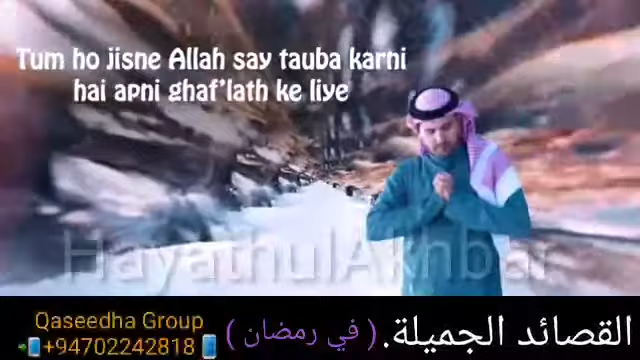 Tum ho jisne Allah say tauba karni
hai apni ghaf'lath ke liye
HayathulAkhbar
Qaseedha Group
+94702242818
القصائد الجميلة. ( في رمضان )